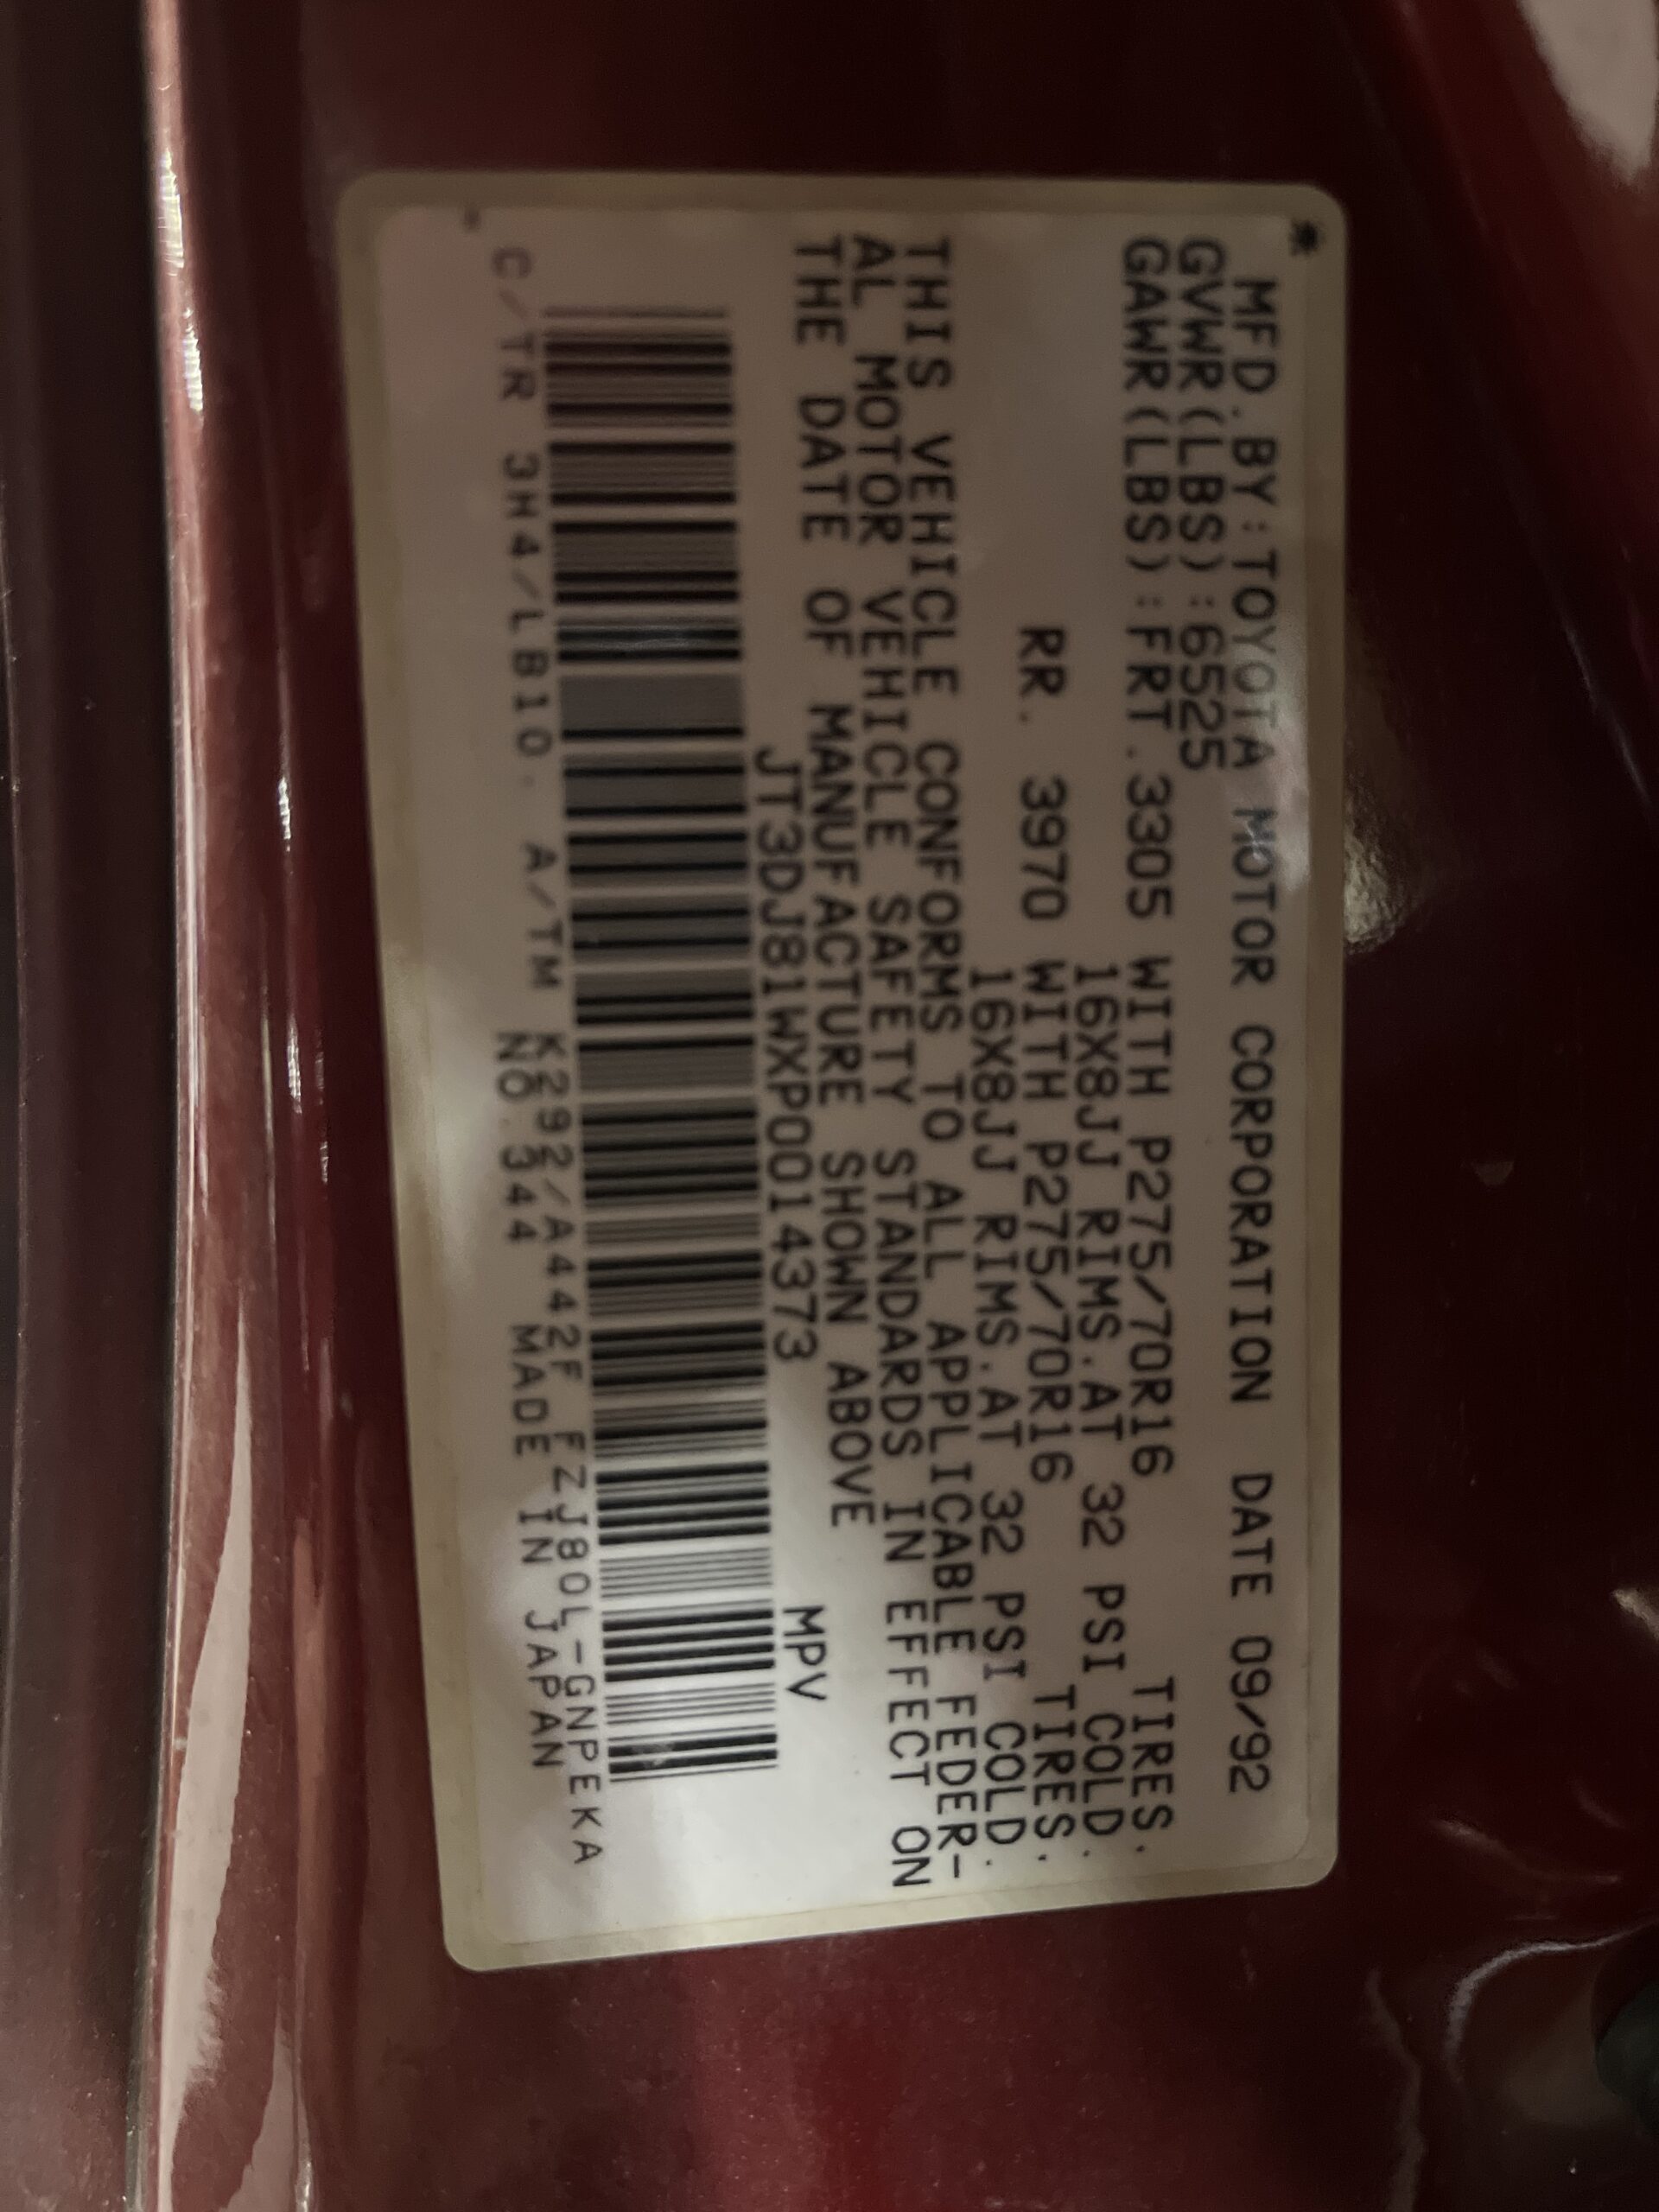 MFD.BY:TOYOTA MOTOR CORPORATION DATE 09/92
GVWR(LBS):6525
GAWR(LBS):FRT.3305 WITH P275/70R16 TIRES.
16X8JJ RIMS.AT 32 PSI COLD.
RR. 3970 WITH P275/70R16 TIRES.
16X8JJ RIMS.AT 32 PSI COLD.
THIS VEHICLE CONFORMS TO ALL APPLICABLE FEDER-
AL MOTOR VEHICLE SAFETY STANDARDS IN EFFECT ON
THE DATE OF MANUFACTURE SHOWN ABOVE
JT3DJ81WXP0014373 MPV
C/TR 3H4/LB10. A/TM K292/A442F FZJ80L-GNPEKA
NO.344 MADE IN JAPAN